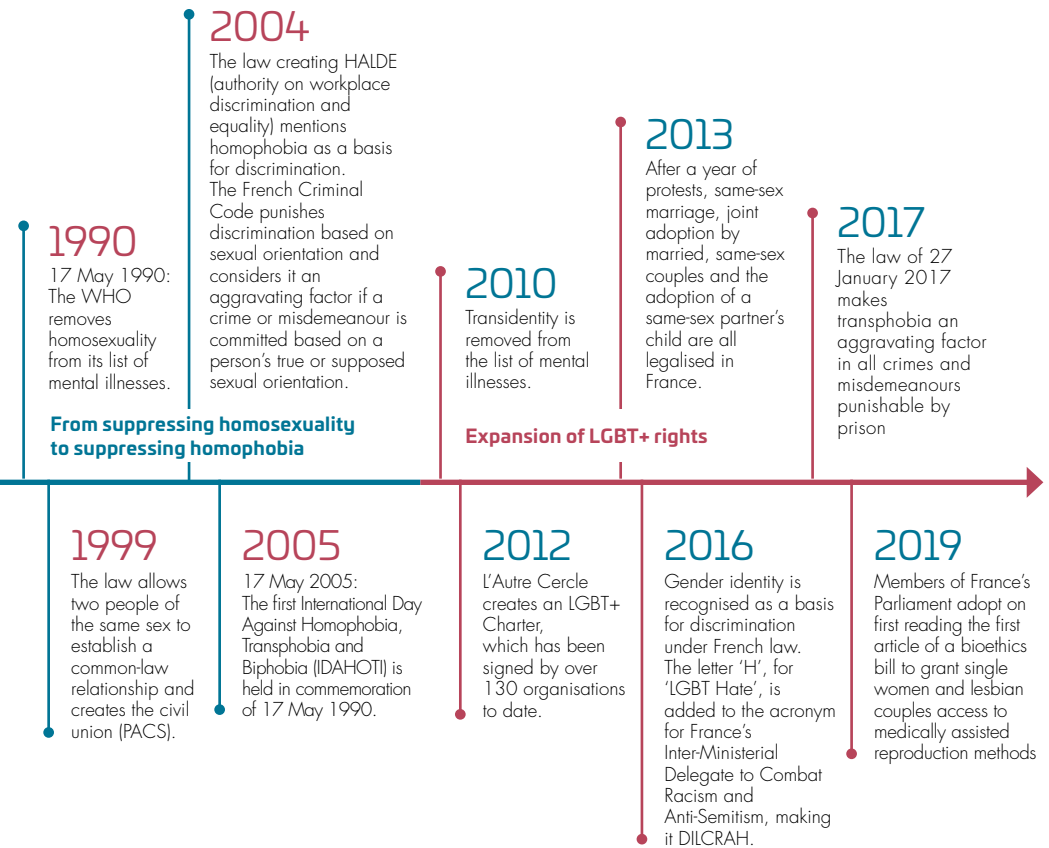 1990
17 May 1990:
The WHO
removes
homosexuality
from its list of
mental illnesses.
1999
The law allows
two people of
the same sex to
establish a
common-law
relationship and
creates the civil
union (PACS).
2004
The law creating HALDE
(authority on workplace
discrimination and
equality) mentions
homophobia as a basis
for discrimination.
The French Criminal
Code punishes
discrimination based on
sexual orientation and
considers it an
aggravating factor if a
crime or misdemeanour is
committed based on a
person's true or supposed
sexual orientation.
2005
17 May 2005:
The first International Day
Against Homophobia,
Transphobia and
Biphobia (IDAHOTI) is
held in commemoration
of 17 May 1990.
From suppressing homosexuality
to suppressing homophobia
2010
Transidentity is
removed from
the list of mental
illnesses.
2012
L'Autre Cercle
creates an LGBT+
Charter,
which has been
signed by over
130 organisations
to date.
2013
After a year of
protests, same-sex
marriage, joint
adoption by
married, same-sex
couples and the
adoption of a
same-sex partner's
child are all
legalised in
France.
2016
Gender identity is
recognised as a basis
for discrimination
under French law.
The letter 'H', for
'LGBT Hate', is
added to the acronym
for France's
Inter-Ministerial
Delegate to Combat
Racism and
Anti-Semitism, making
it DILCRAH.
2017
The law of 27
January 2017
makes
transphobia an
aggravating factor
in all crimes and
misdemeanours
punishable by
prison
2019
Members of France's
Parliament adopt on
first reading the first
article of a bioethics
bill to grant single
women and lesbian
couples access to
medically assisted
reproduction methods
Expansion of LGBT+ rights